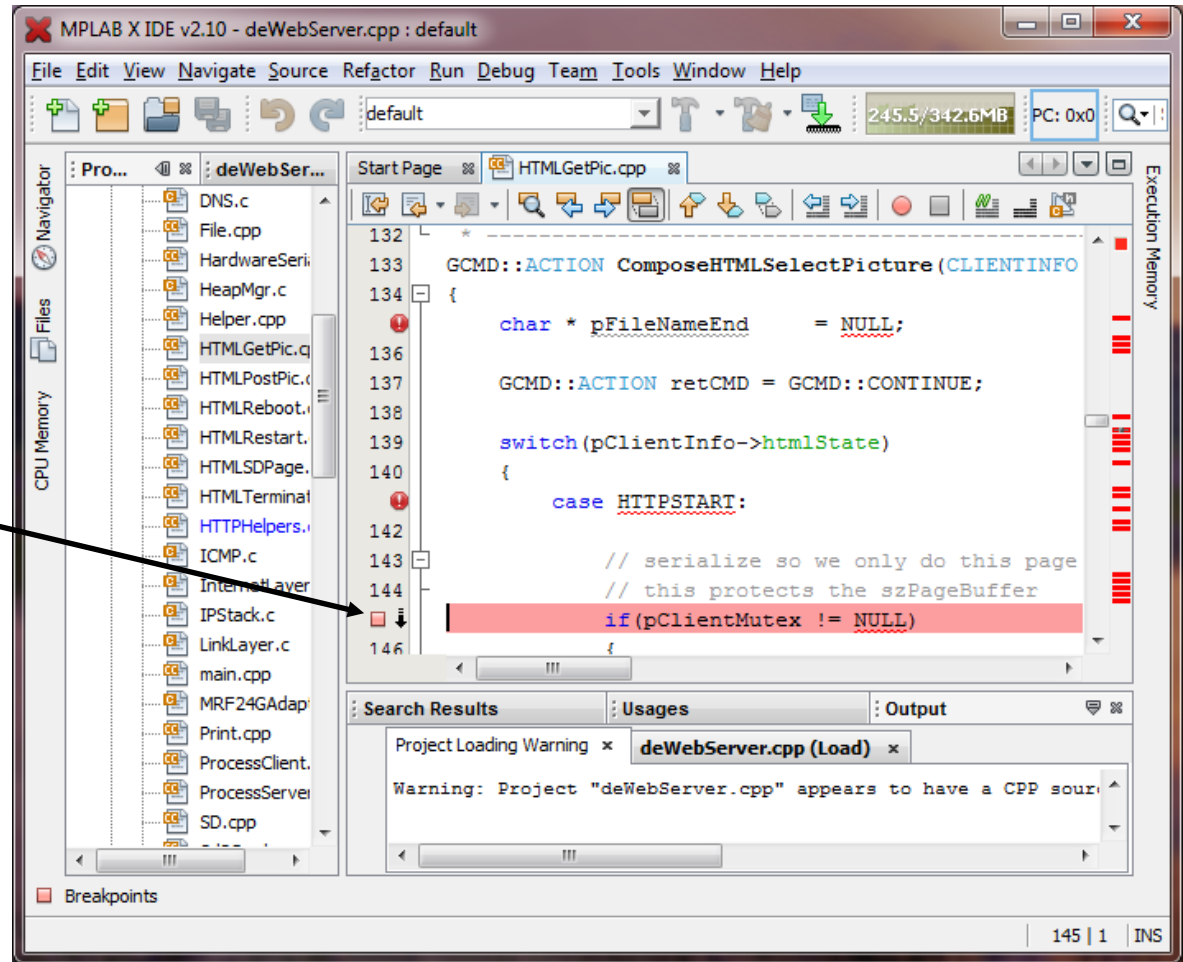 MPLAB X IDE v2.10 - deWebServer.cpp : default
File Edit View Navigate Source Refactor Run Debug Team Tools Window Help
default
245.5/342.6MB
PC: 0x0
Navigator
Files
CPU Memory
Pro...
deWebSer...
DNS.c
File.cpp
HardwareSeri
HeapMgr.c
Helper.cpp
HTMLGetPic.c
HTMLPostPic.
HTMLReboot.
HTMLRestart.
HTMLSDPage.
HTMLTerminat
HTTPHelpers.
ICMP.c
InternetLayer
IPStack.c
LinkLayer.c
main.cpp
MRF24GAdap
Print.cpp
ProcessClient.
ProcessServer
SD.cpp
Start Page
HTMLGetPic.cpp
132 * ----------------------------------------------------
133 GCMD::ACTION ComposeHTMLSelectPicture(CLIENTINFO
134 {
char * pFileNameEnd = NULL;
136
137 GCMD::ACTION retCMD = GCMD::CONTINUE;
138
139 switch(pClientInfo->htmlState)
140 {
case HTTPSTART:
142
143 // serialize so we only do this page
144 // this protects the szPageBuffer
if(pClientMutex != NULL)
146 {
Execution Memory
Search Results
Usages
Output
Project Loading Warning
deWebServer.cpp (Load)
Warning: Project "deWebServer.cpp" appears to have a CPP sour
Breakpoints
145 | 1
INS